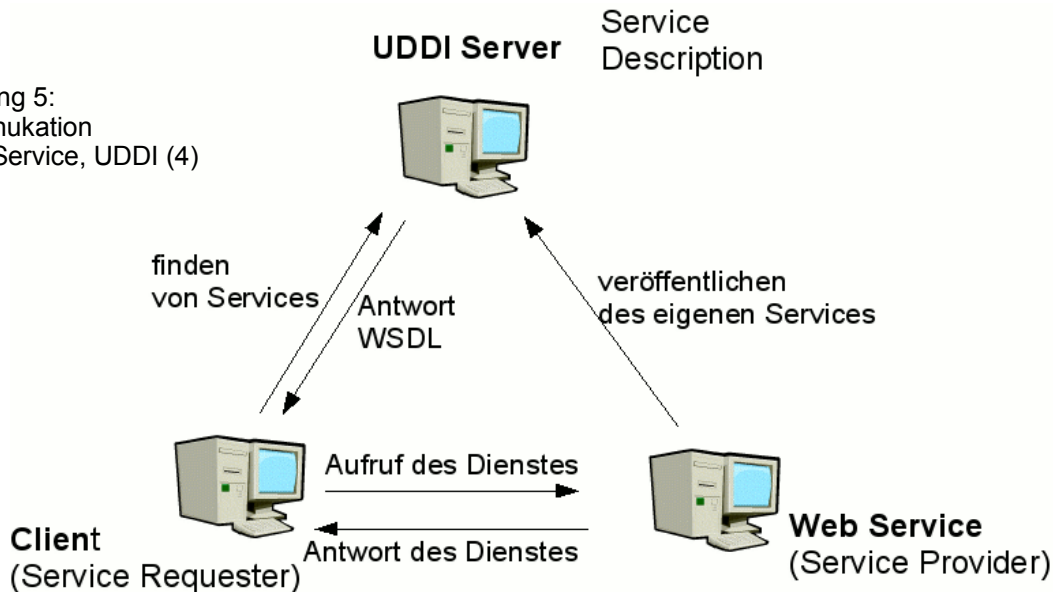 UDDI Server
Service
Description
ng 5:
nukation
Service, UDDI (4)
finden
von Services
Antwort
WSDL
veröffentlichen
des eigenen Services
Aufruf des Dienstes
Antwort des Dienstes
Client
(Service Requester)
Web Service
(Service Provider)